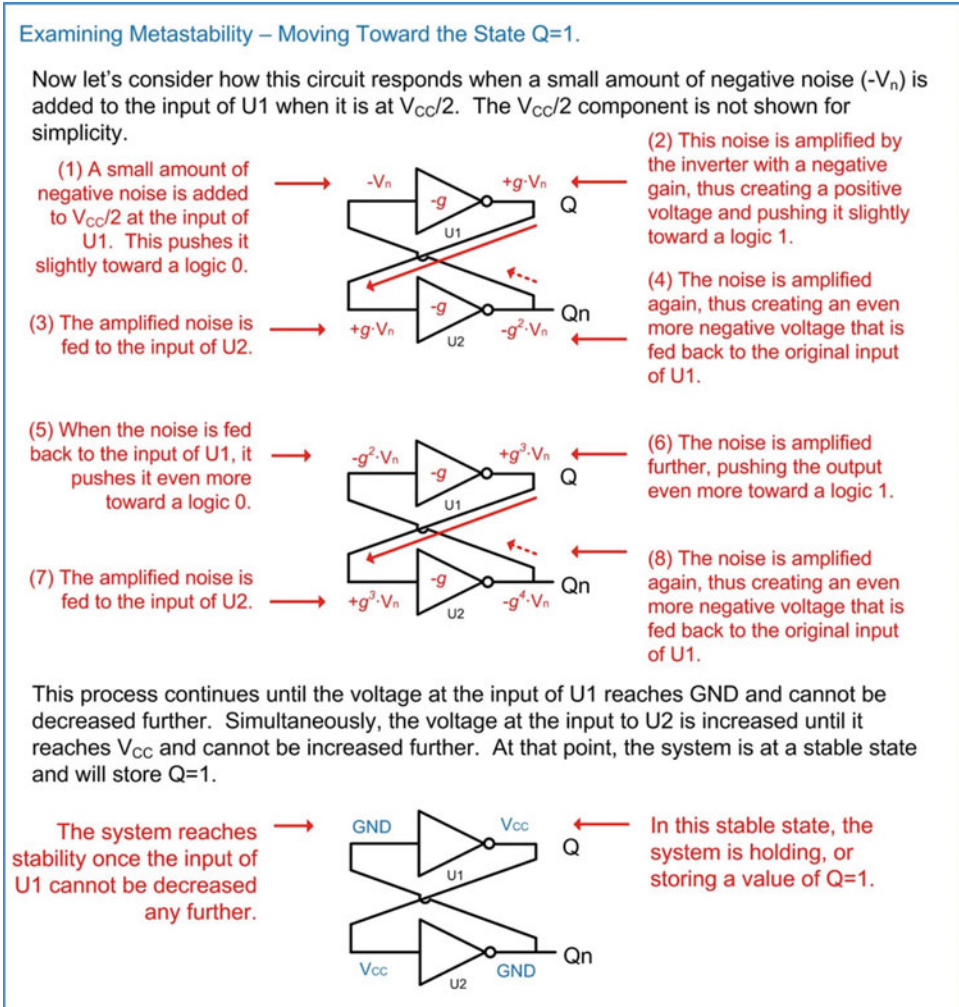 Examining Metastability – Moving Toward the State Q=1.
Now let's consider how this circuit responds when a small amount of negative noise (-Vn) is
added to the input of U1 when it is at VCC/2. The VCC/2 component is not shown for
simplicity.
(1) A small amount of
negative noise is added
to VCC/2 at the input of
U1. This pushes it
slightly toward a logic 0.
-Vn
-g
U1
+g·Vn
Q
(2) This noise is amplified by
the inverter with a negative
gain, thus creating a positive
voltage and pushing it slightly
toward a logic 1.
(3) The amplified noise is
fed to the input of U2.
+g·Vn
-g
U2
-g²·Vn
Qn
(4) The noise is amplified
again, thus creating an even
more negative voltage that is
fed back to the original input
of U1.
(5) When the noise is fed
back to the input of U1, it
pushes it even more
toward a logic 0.
-g²·Vn
-g
U1
+g³·Vn
Q
(6) The noise is amplified
further, pushing the output
even more toward a logic 1.
(7) The amplified noise is
fed to the input of U2.
+g³·Vn
-g
U2
-g⁴·Vn
Qn
(8) The noise is amplified
again, thus creating an even
more negative voltage that is
fed back to the original input
of U1.
This process continues until the voltage at the input of U1 reaches GND and cannot be
decreased further. Simultaneously, the voltage at the input to U2 is increased until it
reaches VCC and cannot be increased further. At that point, the system is at a stable state
and will store Q=1.
The system reaches
stability once the input of
U1 cannot be decreased
any further.
GND
U1
Vcc
Q
In this stable state, the
system is holding, or
storing a value of Q=1.
Vcc
U2
GND
Qn